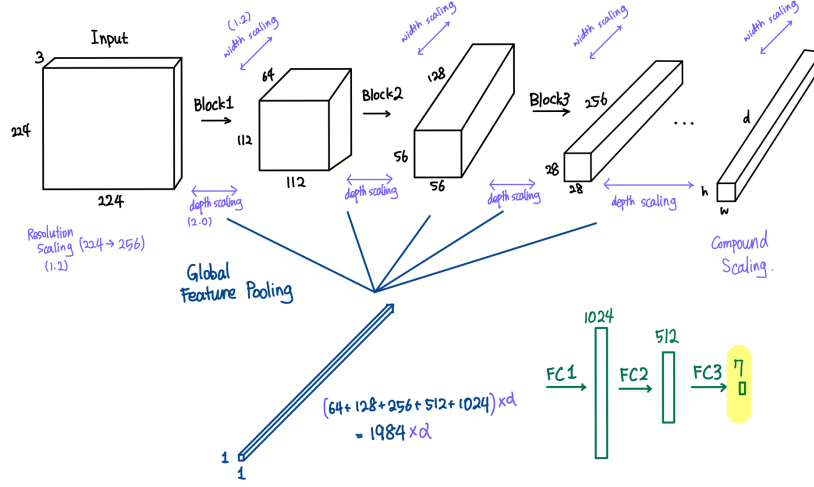 Input
3
224
224
Resolution
Scaling (224→256)
(1.2)
Block1
(1.2)
width scaling
64
112
112
depth scaling
(2.0)
Block2
width scaling
128
56
56
depth scaling
Block3
width scaling
256
28
28
depth scaling
...
width scaling
d
h
w
depth scaling
Compound
Scaling.
Global
Feature Pooling
1
1
(64+128+256+512+1024)×α
= 1984×α
FC1
1024
FC2
512
FC3
7